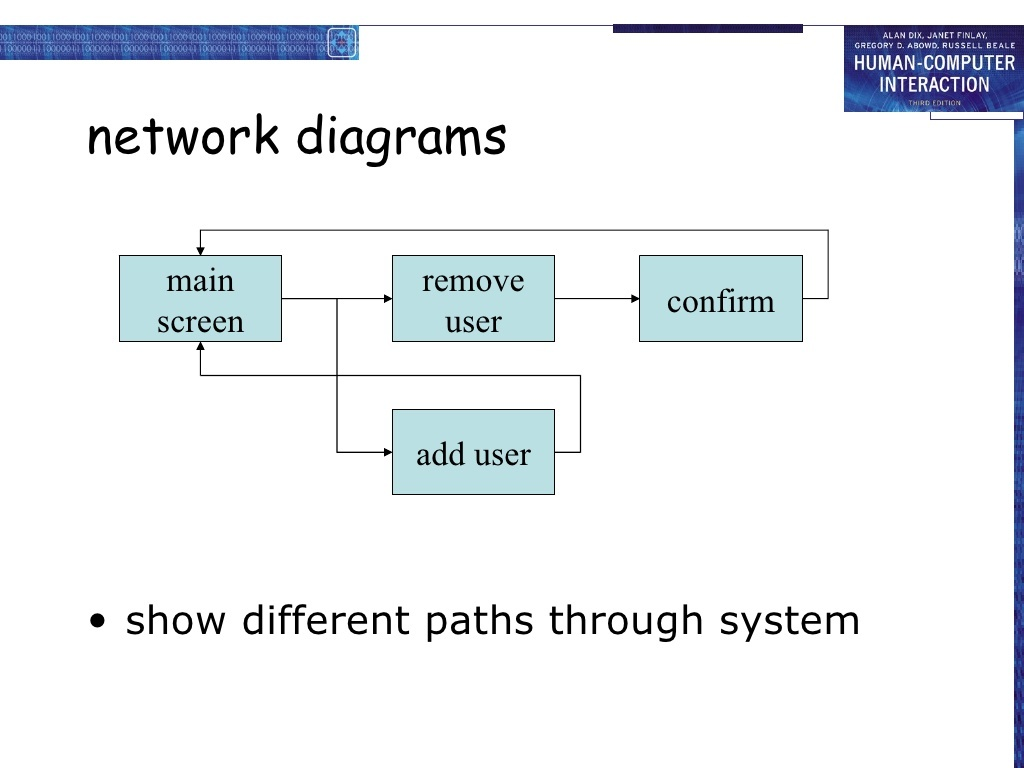 ALAN DIX, JANET FINLAY,
GREGORY D. ABOWD, RUSSELL BEALE
HUMAN-COMPUTER
INTERACTION
THIRD EDITION
network diagrams
main
screen
remove
user
confirm
add user
• show different paths through system